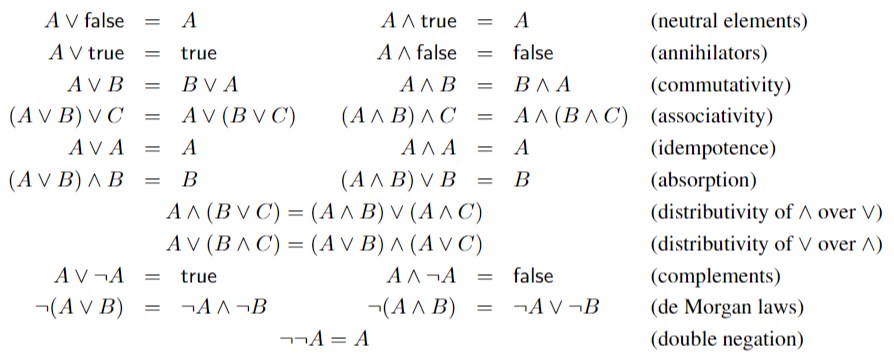 A ∨ false = A A ∧ true = A (neutral elements)
A ∨ true = true A ∧ false = false (annihilators)
A ∨ B = B ∨ A A ∧ B = B ∧ A (commutativity)
(A ∨ B) ∨ C = A ∨ (B ∨ C) (A ∧ B) ∧ C = A ∧ (B ∧ C) (associativity)
A ∨ A = A A ∧ A = A (idempotence)
(A ∨ B) ∧ B = B (A ∧ B) ∨ B = B (absorption)
A ∧ (B ∨ C) = (A ∧ B) ∨ (A ∧ C) (distributivity of ∧ over ∨)
A ∨ (B ∧ C) = (A ∨ B) ∧ (A ∨ C) (distributivity of ∨ over ∧)
A ∨ ¬A = true A ∧ ¬A = false (complements)
¬(A ∨ B) = ¬A ∧ ¬B ¬(A ∧ B) = ¬A ∨ ¬B (de Morgan laws)
¬¬A = A (double negation)